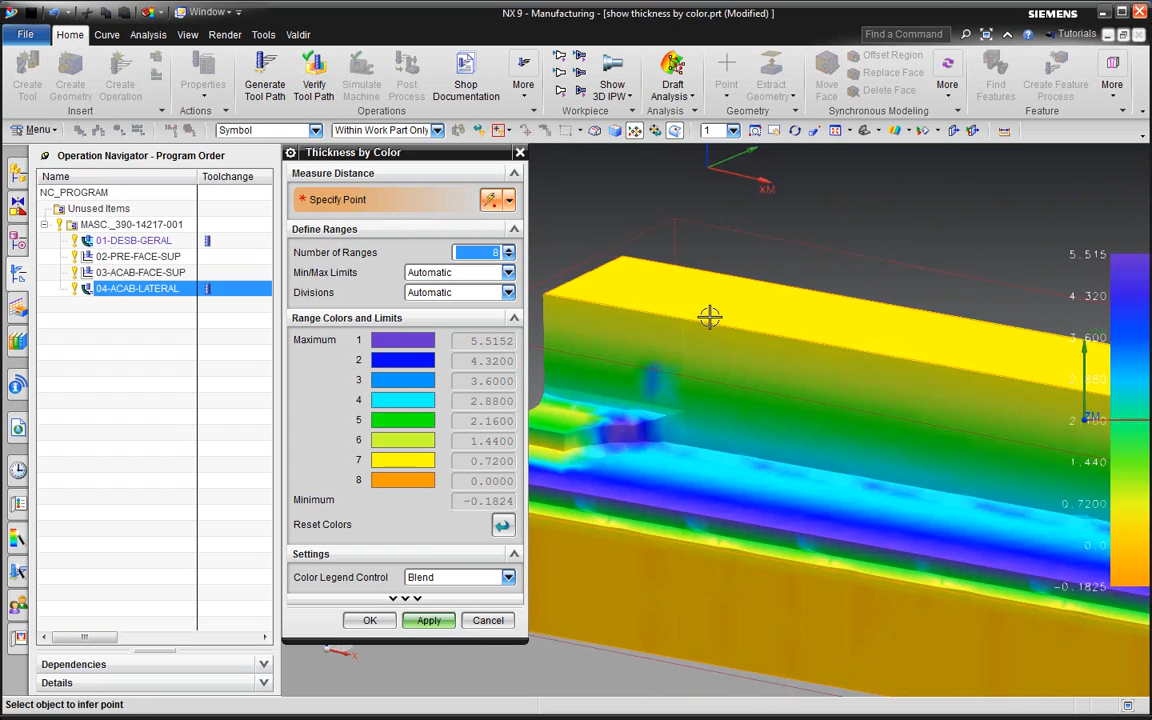 Window
NX 9 - Manufacturing - [show thickness by color.prt (Modified) ]
SIEMENS
File
Home
Curve
Analysis
View
Render
Tools
Valdir
Find a Command
Tutorials
Create Tool
Create Geometry
Create Operation
Properties
Generate Tool Path
Verify Tool Path
Simulate Machine
Post Process
Shop Documentation
More
Show 3D IPW
Draft Analysis
Point
Extract Geometry
Move Face
Offset Region
Replace Face
Delete Face
More
Find Features
Create Feature Process
More
Insert
Actions
Operations
Workpiece
Geometry
Synchronous Modeling
Feature
Menu
Symbol
Within Work Part Only
1
Operation Navigator - Program Order
Name
Toolchange
NC_PROGRAM
Unused Items
MASC._390-14217-001
01-DESB-GERAL
02-PRE-FACE-SUP
03-ACAB-FACE-SUP
04-ACAB-LATERAL
Dependencies
Details
Thickness by Color
Measure Distance
* Specify Point
Define Ranges
Number of Ranges 8
Min/Max Limits Automatic
Divisions Automatic
Range Colors and Limits
Maximum 1 5.5152
2 4.3200
3 3.6000
4 2.8800
5 2.1600
6 1.4400
7 0.7200
8 0.0000
Minimum -0.1824
Reset Colors
Settings
Color Legend Control Blend
OK
Apply
Cancel
XM
5.515
4.320
3.600
ZM
1.440
0.7200
0.0
-0.1825
X
Select object to infer point